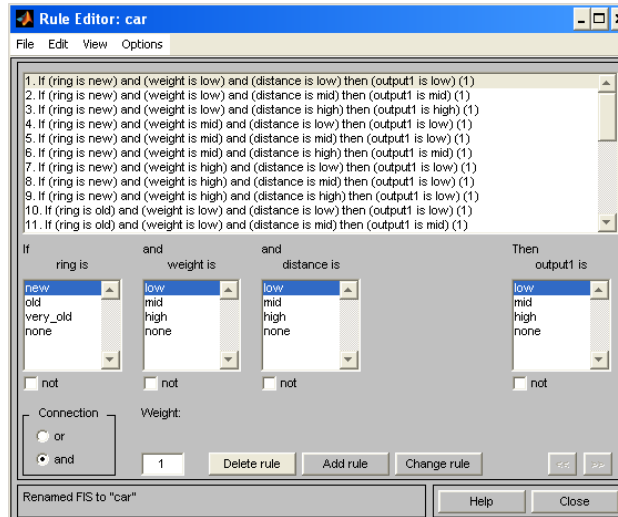 Rule Editor: car
File Edit View Options
1. If (ring is new) and (weight is low) and (distance is low) then (output1 is low) (1)
2. If (ring is new) and (weight is low) and (distance is mid) then (output1 is mid) (1)
3. If (ring is new) and (weight is low) and (distance is high) then (output1 is high) (1)
4. If (ring is new) and (weight is mid) and (distance is low) then (output1 is low) (1)
5. If (ring is new) and (weight is mid) and (distance is mid) then (output1 is low) (1)
6. If (ring is new) and (weight is mid) and (distance is high) then (output1 is mid) (1)
7. If (ring is new) and (weight is high) and (distance is low) then (output1 is low) (1)
8. If (ring is new) and (weight is high) and (distance is mid) then (output1 is low) (1)
9. If (ring is new) and (weight is high) and (distance is high) then (output1 is low) (1)
10. If (ring is old) and (weight is low) and (distance is low) then (output1 is low) (1)
11. If (ring is old) and (weight is low) and (distance is mid) then (output1 is mid) (1)
If and and Then
ring is weight is distance is output1 is
new low low low
old mid mid mid
very_old high high high
none none none none
not not not not
Connection Weight:
or
and 1 Delete rule Add rule Change rule << >>
Renamed FIS to "car" Help Close